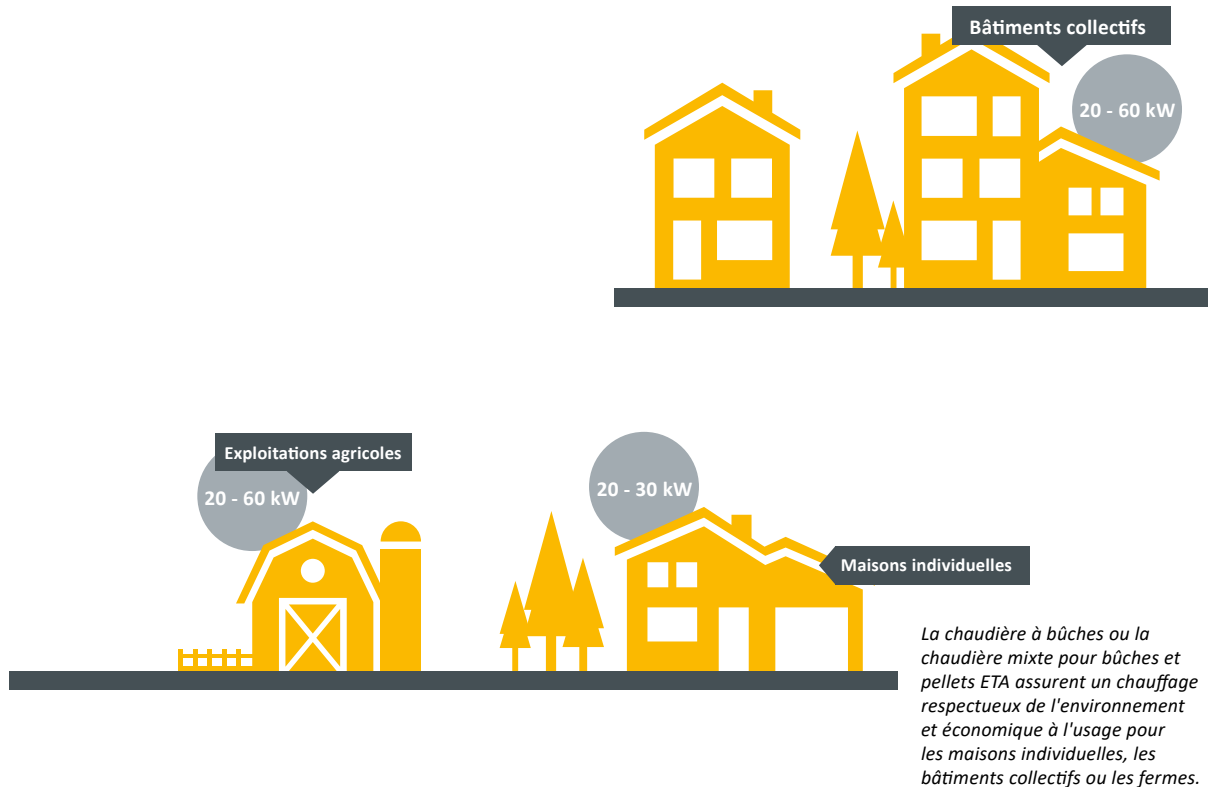 Bâtiments collectifs
20 - 60 kW
Exploitations agricoles
20 - 60 kW
20 - 30 kW
Maisons individuelles
La chaudière à bûches ou la
chaudière mixte pour bûches et
pellets ETA assurent un chauffage
respectueux de l'environnement
et économique à l'usage pour
les maisons individuelles, les
bâtiments collectifs ou les fermes.